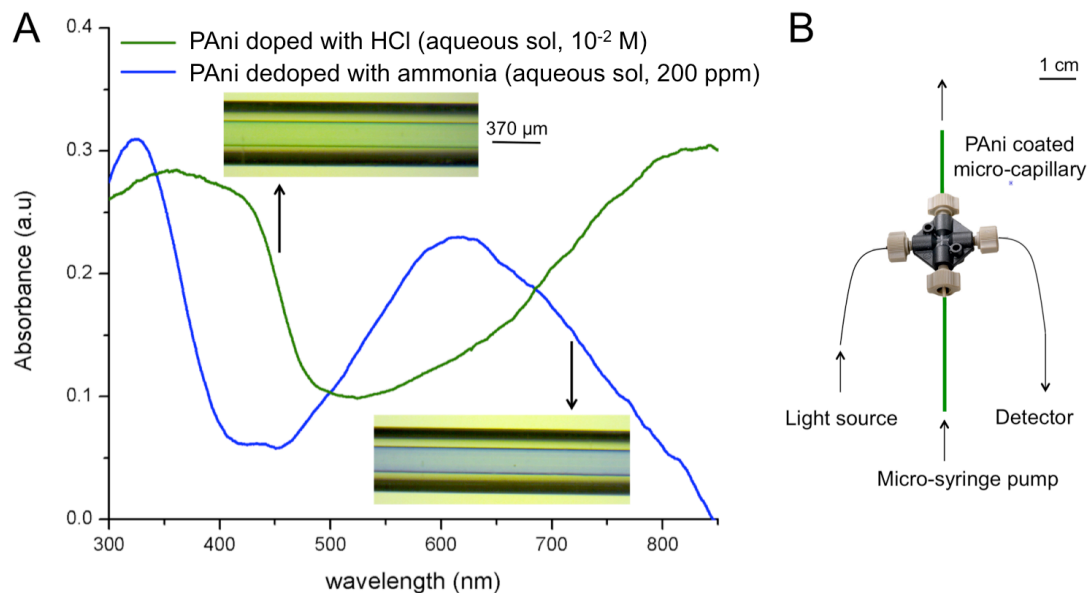 A
PAni doped with HCl (aqueous sol, 10⁻² M)
PAni dedoped with ammonia (aqueous sol, 200 ppm)
370 µm
0.4
0.3
0.2
0.1
0.0
Absorbance (a.u)
300
400
500
600
700
800
wavelength (nm)
B
1 cm
PAni coated
micro-capillary
Light source
Detector
Micro-syringe pump